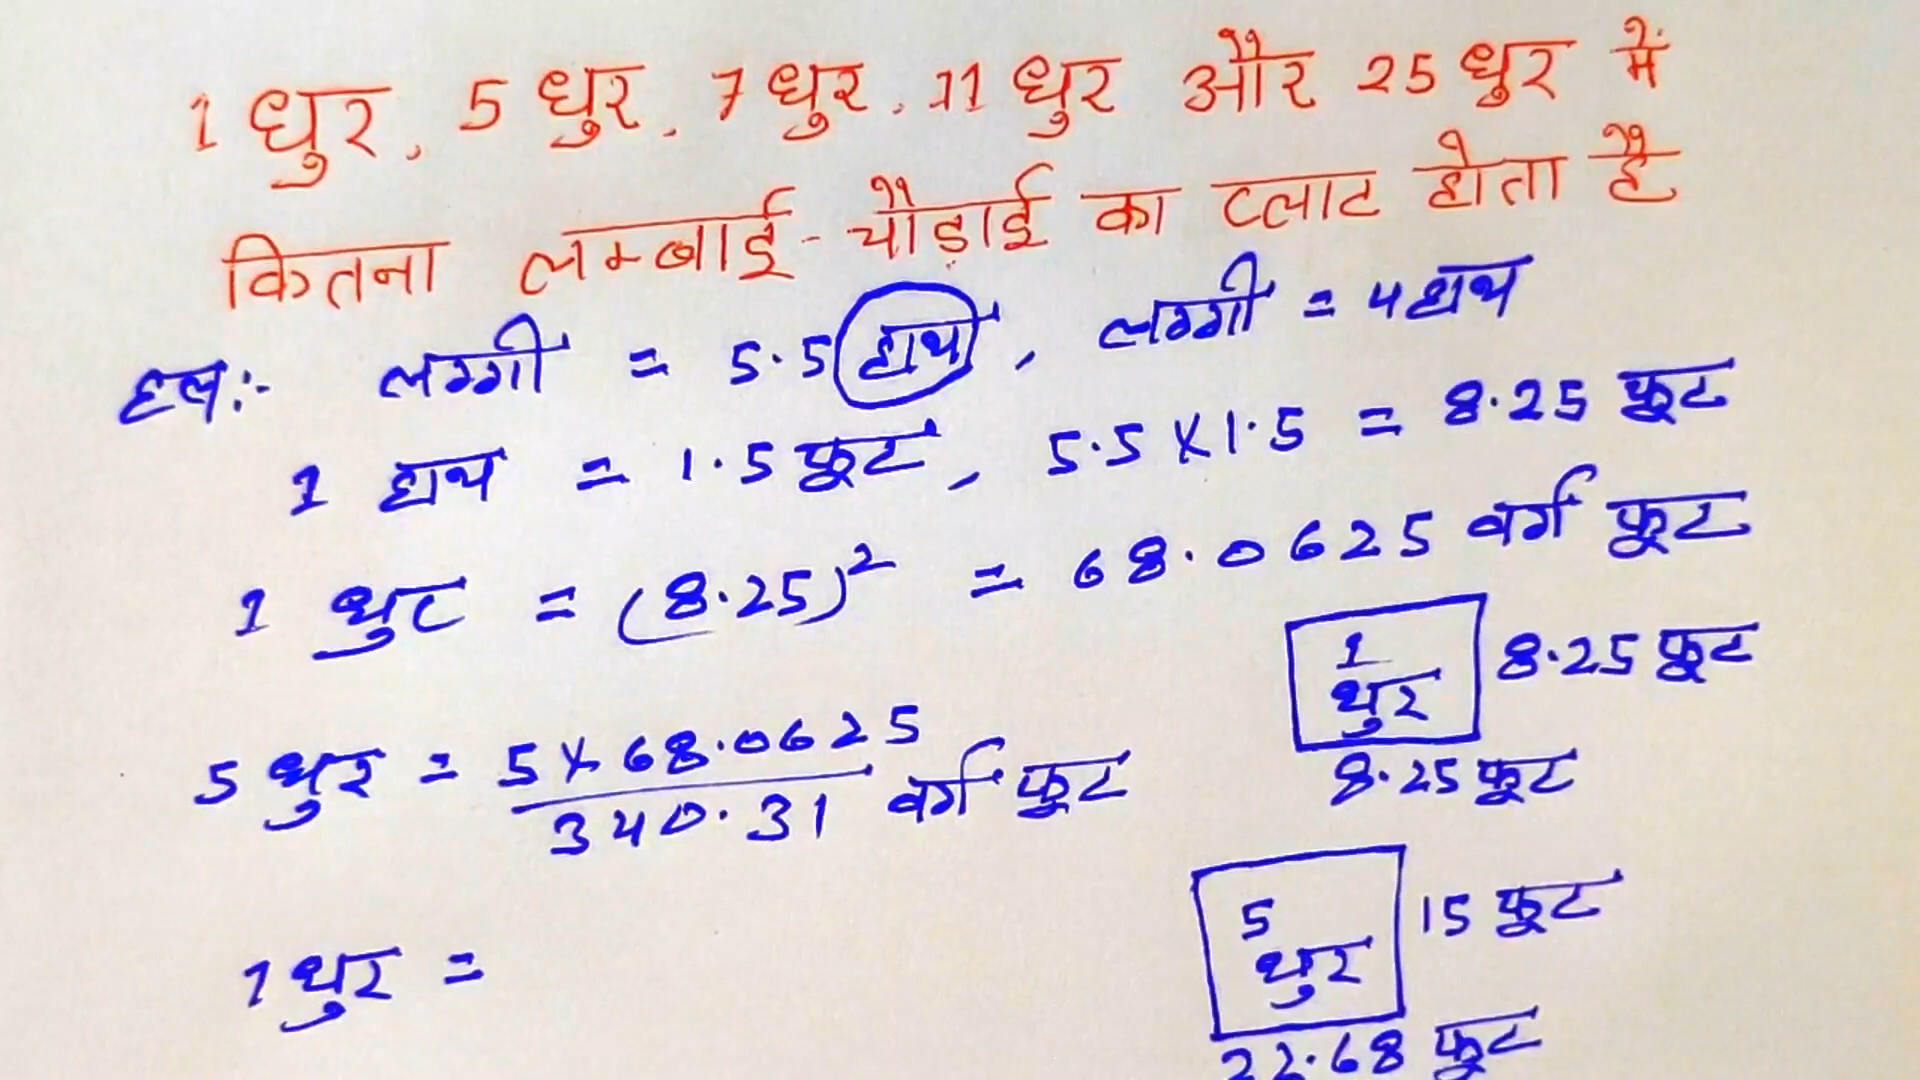 1 धुर, 5 धुर, 7 धुर, 11 धुर और 25 धुर में
कितना लम्बाई-चौड़ाई का प्लाट होता है
हल:- लग्गी = 5.5 हाथ, लग्गी = 4 हाथ
1 हाथ = 1.5 फूट, 5.5 X 1.5 = 8.25 फूट
1 धुर = (8.25)² = 68.0625 वर्ग फूट
1 धुर 8.25 फूट
8.25 फूट
5 धुर = 5 X 68.0625
340.31 वर्ग फूट
5 धुर 15 फूट
22.68 फूट
7 धुर =